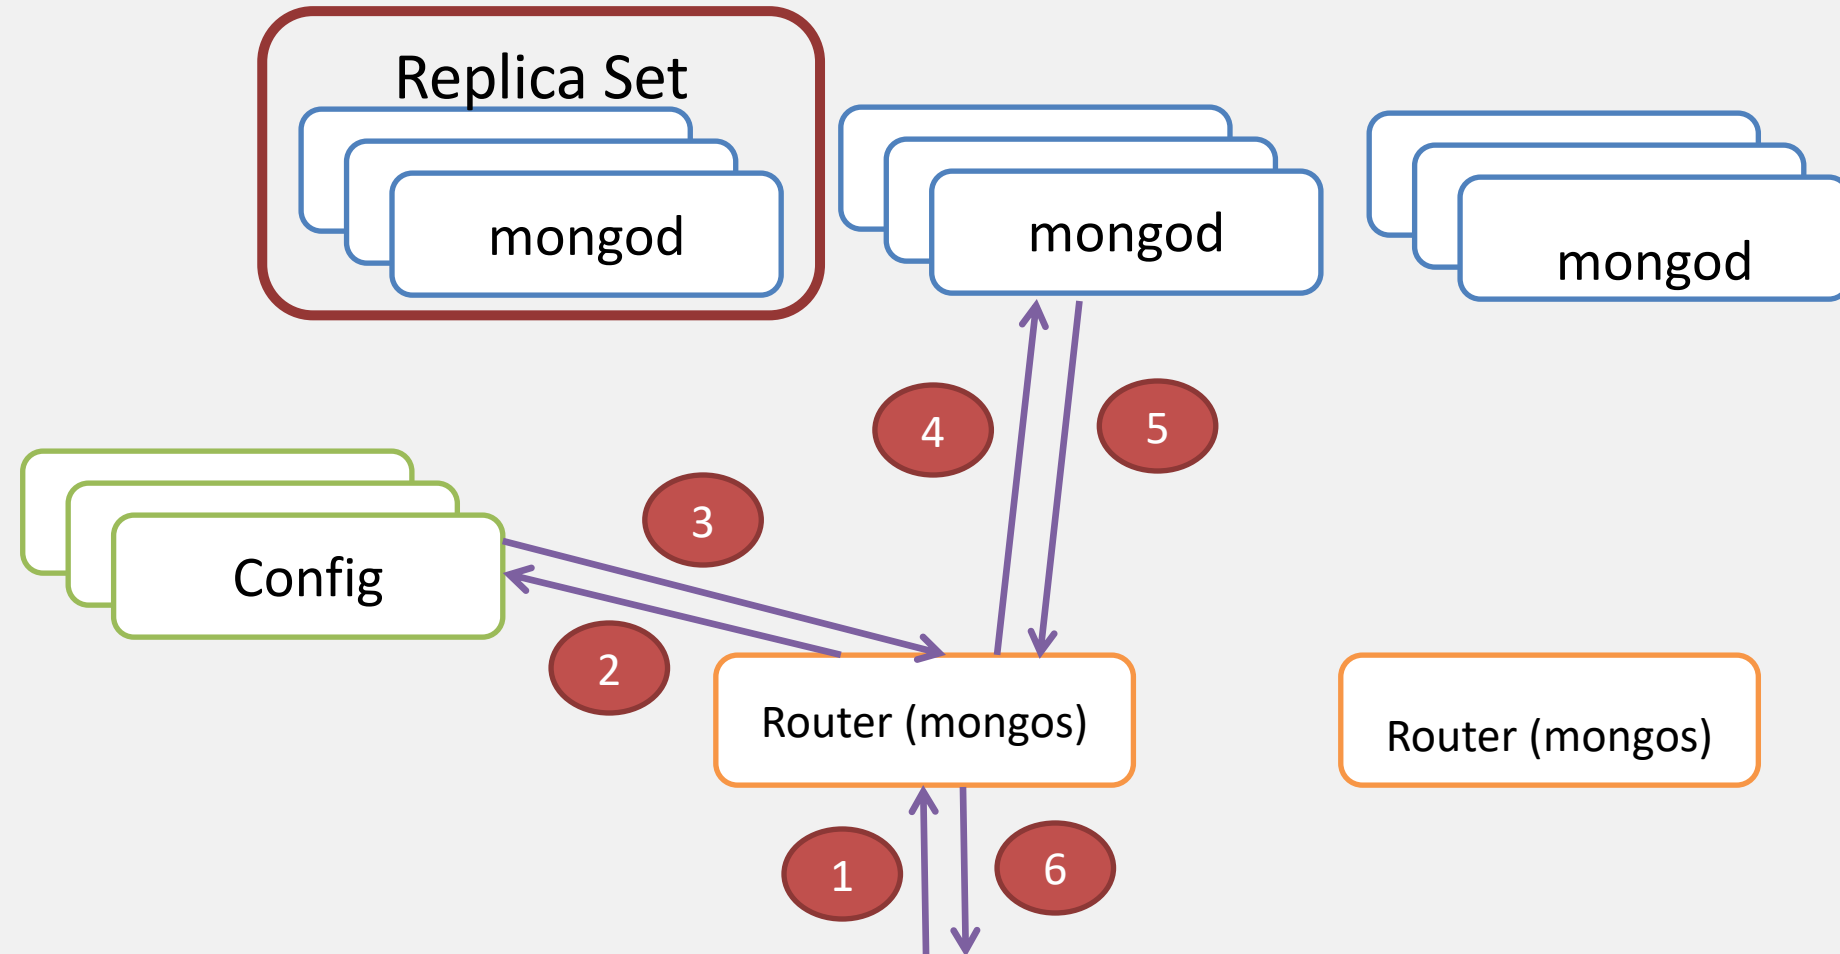 Replica Set
mongod
mongod
mongod
4
5
3
Config
2
Router (mongos)
Router (mongos)
1
6